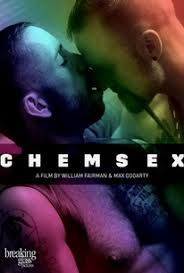 CHEMSEX
A FILM BY WILLIAM FAIRMAN & MAX GOGARTY
breaking
glass
pictures